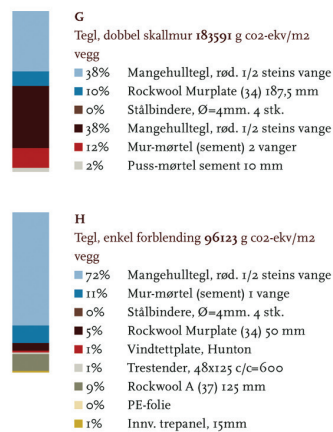 G
Tegl, dobbel skallmur 183591 g co2-ekv/m2
vegg
38% Mangehulltegl, rød. 1/2 steins vange
10% Rockwool Murplate (34) 187,5 mm
0% Stålbindere, Ø=4mm. 4 stk.
38% Mangehulltegl, rød. 1/2 steins vange
12% Mur-mørtel (sement) 2 vanger
2% Puss-mørtel sement 10 mm
H
Tegl, enkel forblending 96123 g co2-ekv/m2
vegg
72% Mangehulltegl, rød. 1/2 steins vange
11% Mur-mørtel (sement) 1 vange
0% Stålbindere, Ø=4mm. 4 stk.
5% Rockwool Murplate (34) 50 mm
1% Vindtettplate, Hunton
1% Trestender, 48x125 c/c=600
9% Rockwool A (37) 125 mm
0% PE-folie
1% Innv. trepanel, 15mm